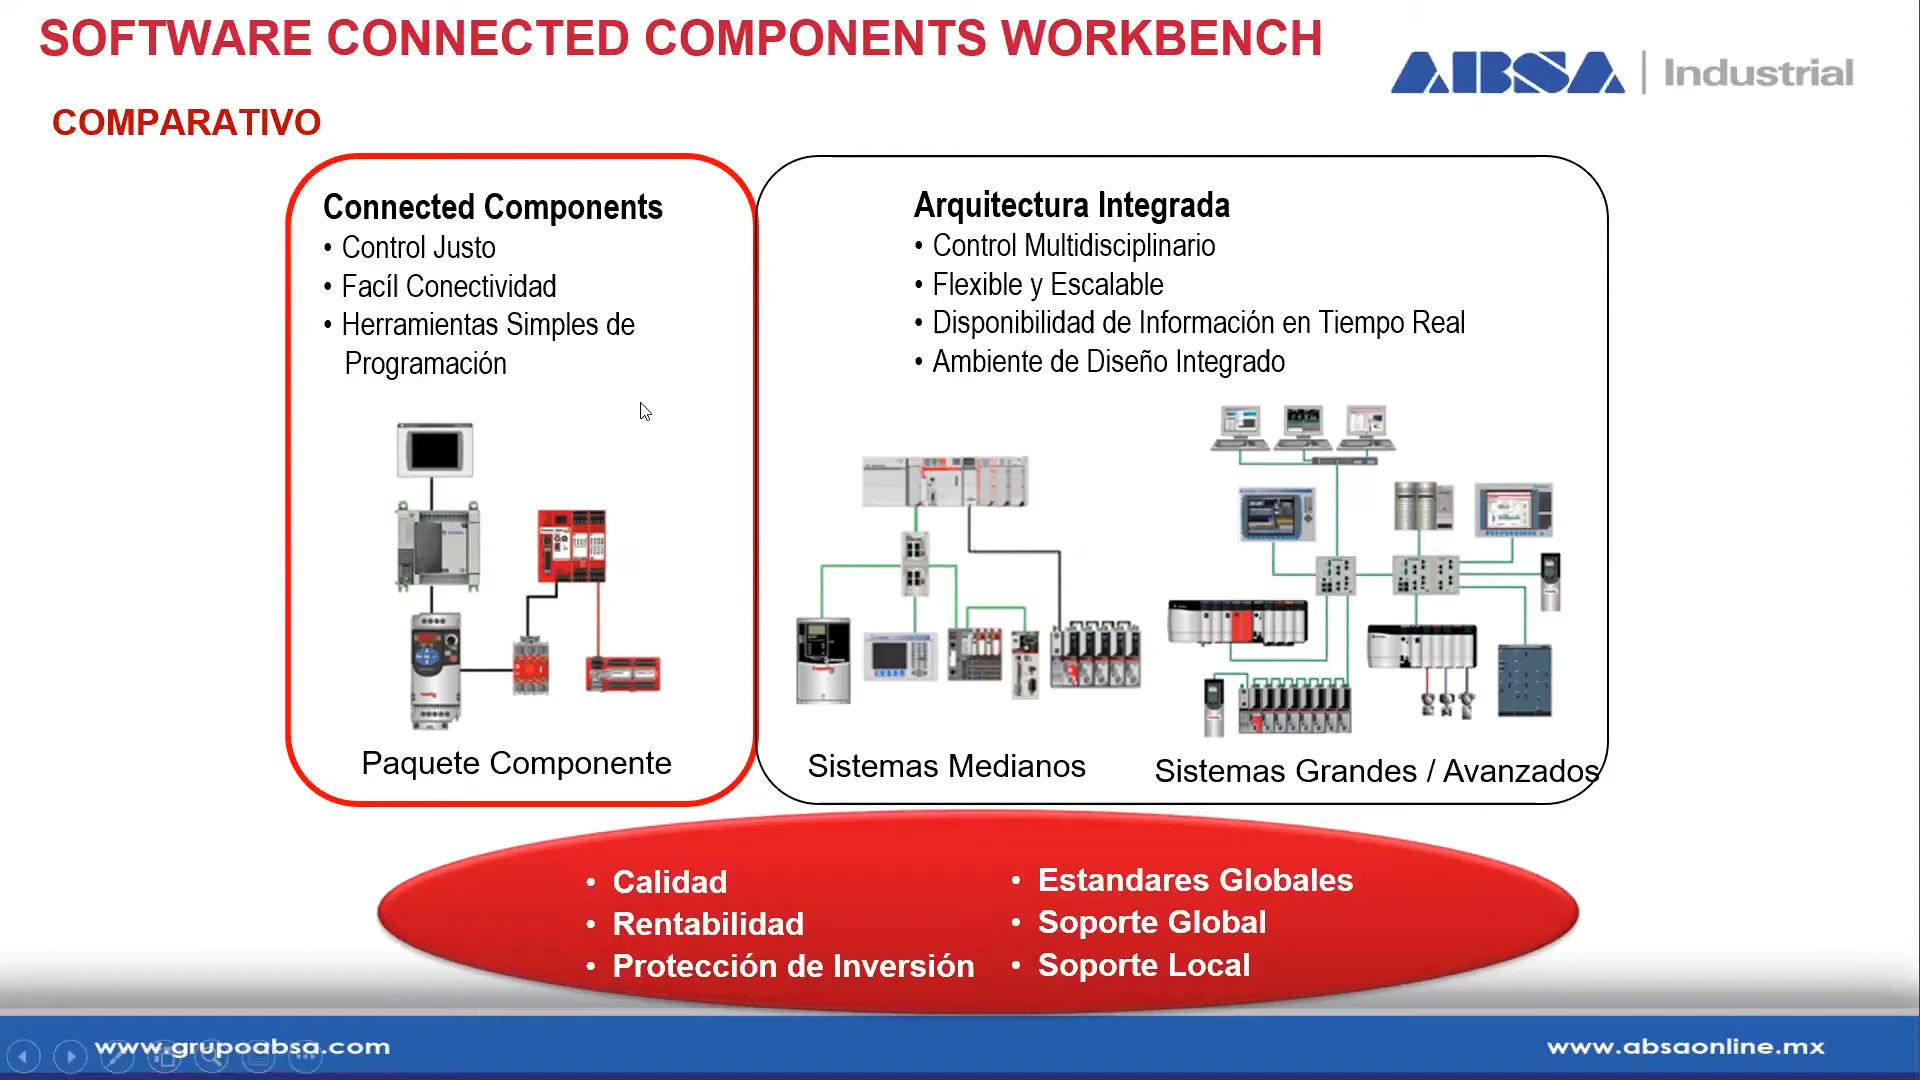 SOFTWARE CONNECTED COMPONENTS WORKBENCH
ABSA | Industrial
COMPARATIVO
Connected Components
• Control Justo
• Facíl Conectividad
• Herramientas Simples de
Programación
Arquitectura Integrada
• Control Multidisciplinario
• Flexible y Escalable
• Disponibilidad de Información en Tiempo Real
• Ambiente de Diseño Integrado
Paquete Componente
Sistemas Medianos
Sistemas Grandes / Avanzados
• Calidad
• Rentabilidad
• Protección de Inversión
• Estandares Globales
• Soporte Global
• Soporte Local
www.grupoabsa.com
www.absaonline.mx